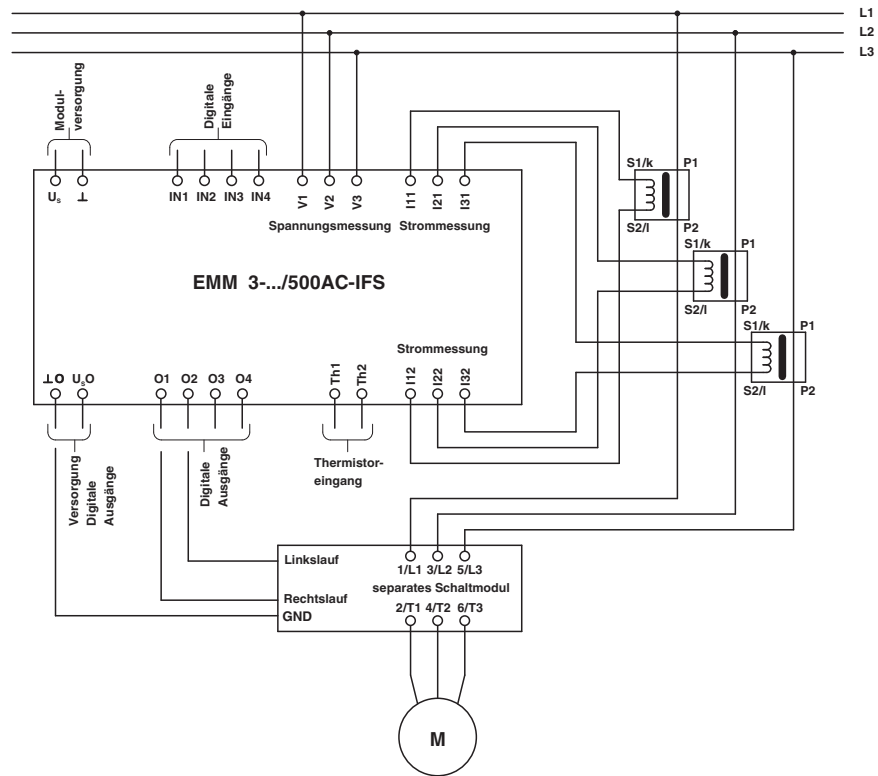 L1
L2
L3
Modul-
versorgung
Digitale
Eingänge
S1/k P1
Us ⊥ IN1 IN2 IN3 IN4 V1 V2 V3 I11 I21 I31
Spannungsmessung Strommessung
S2/l P2
S1/k P1
EMM 3-.../500AC-IFS
S2/l P2
S1/k P1
Strommessung
⊥O UsO O1 O2 O3 O4 Th1 Th2 I12 I22 I32
S2/l P2
Versorgung
Digitale
Ausgänge
Digitale
Ausgänge
Thermistor-
eingang
Linkslauf
1/L1 3/L2 5/L3
separates Schaltmodul
Rechtslauf
2/T1 4/T2 6/T3
GND
M